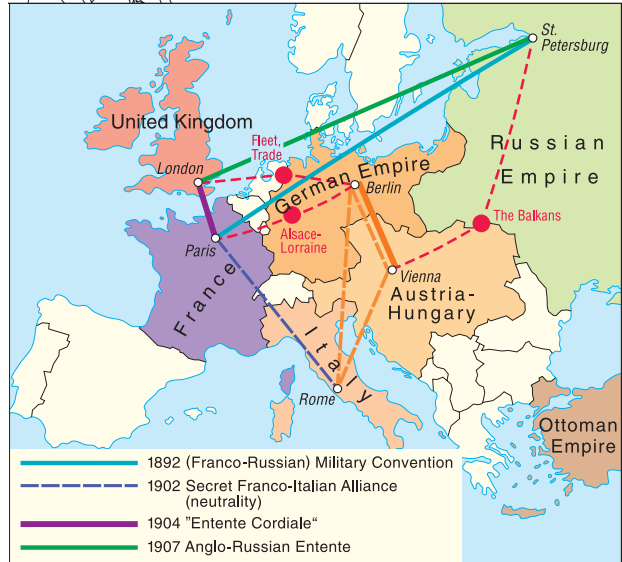 St.
Petersburg
United Kingdom
Fleet,
Trade
London
German Empire
Berlin
Russian
Empire
The Balkans
Alsace-
Lorraine
Paris
France
Vienna
Austria-
Hungary
Italy
Rome
Ottoman
Empire
1892 (Franco-Russian) Military Convention
1902 Secret Franco-Italian Alliance
(neutrality)
1904 "Entente Cordiale“
1907 Anglo-Russian Entente